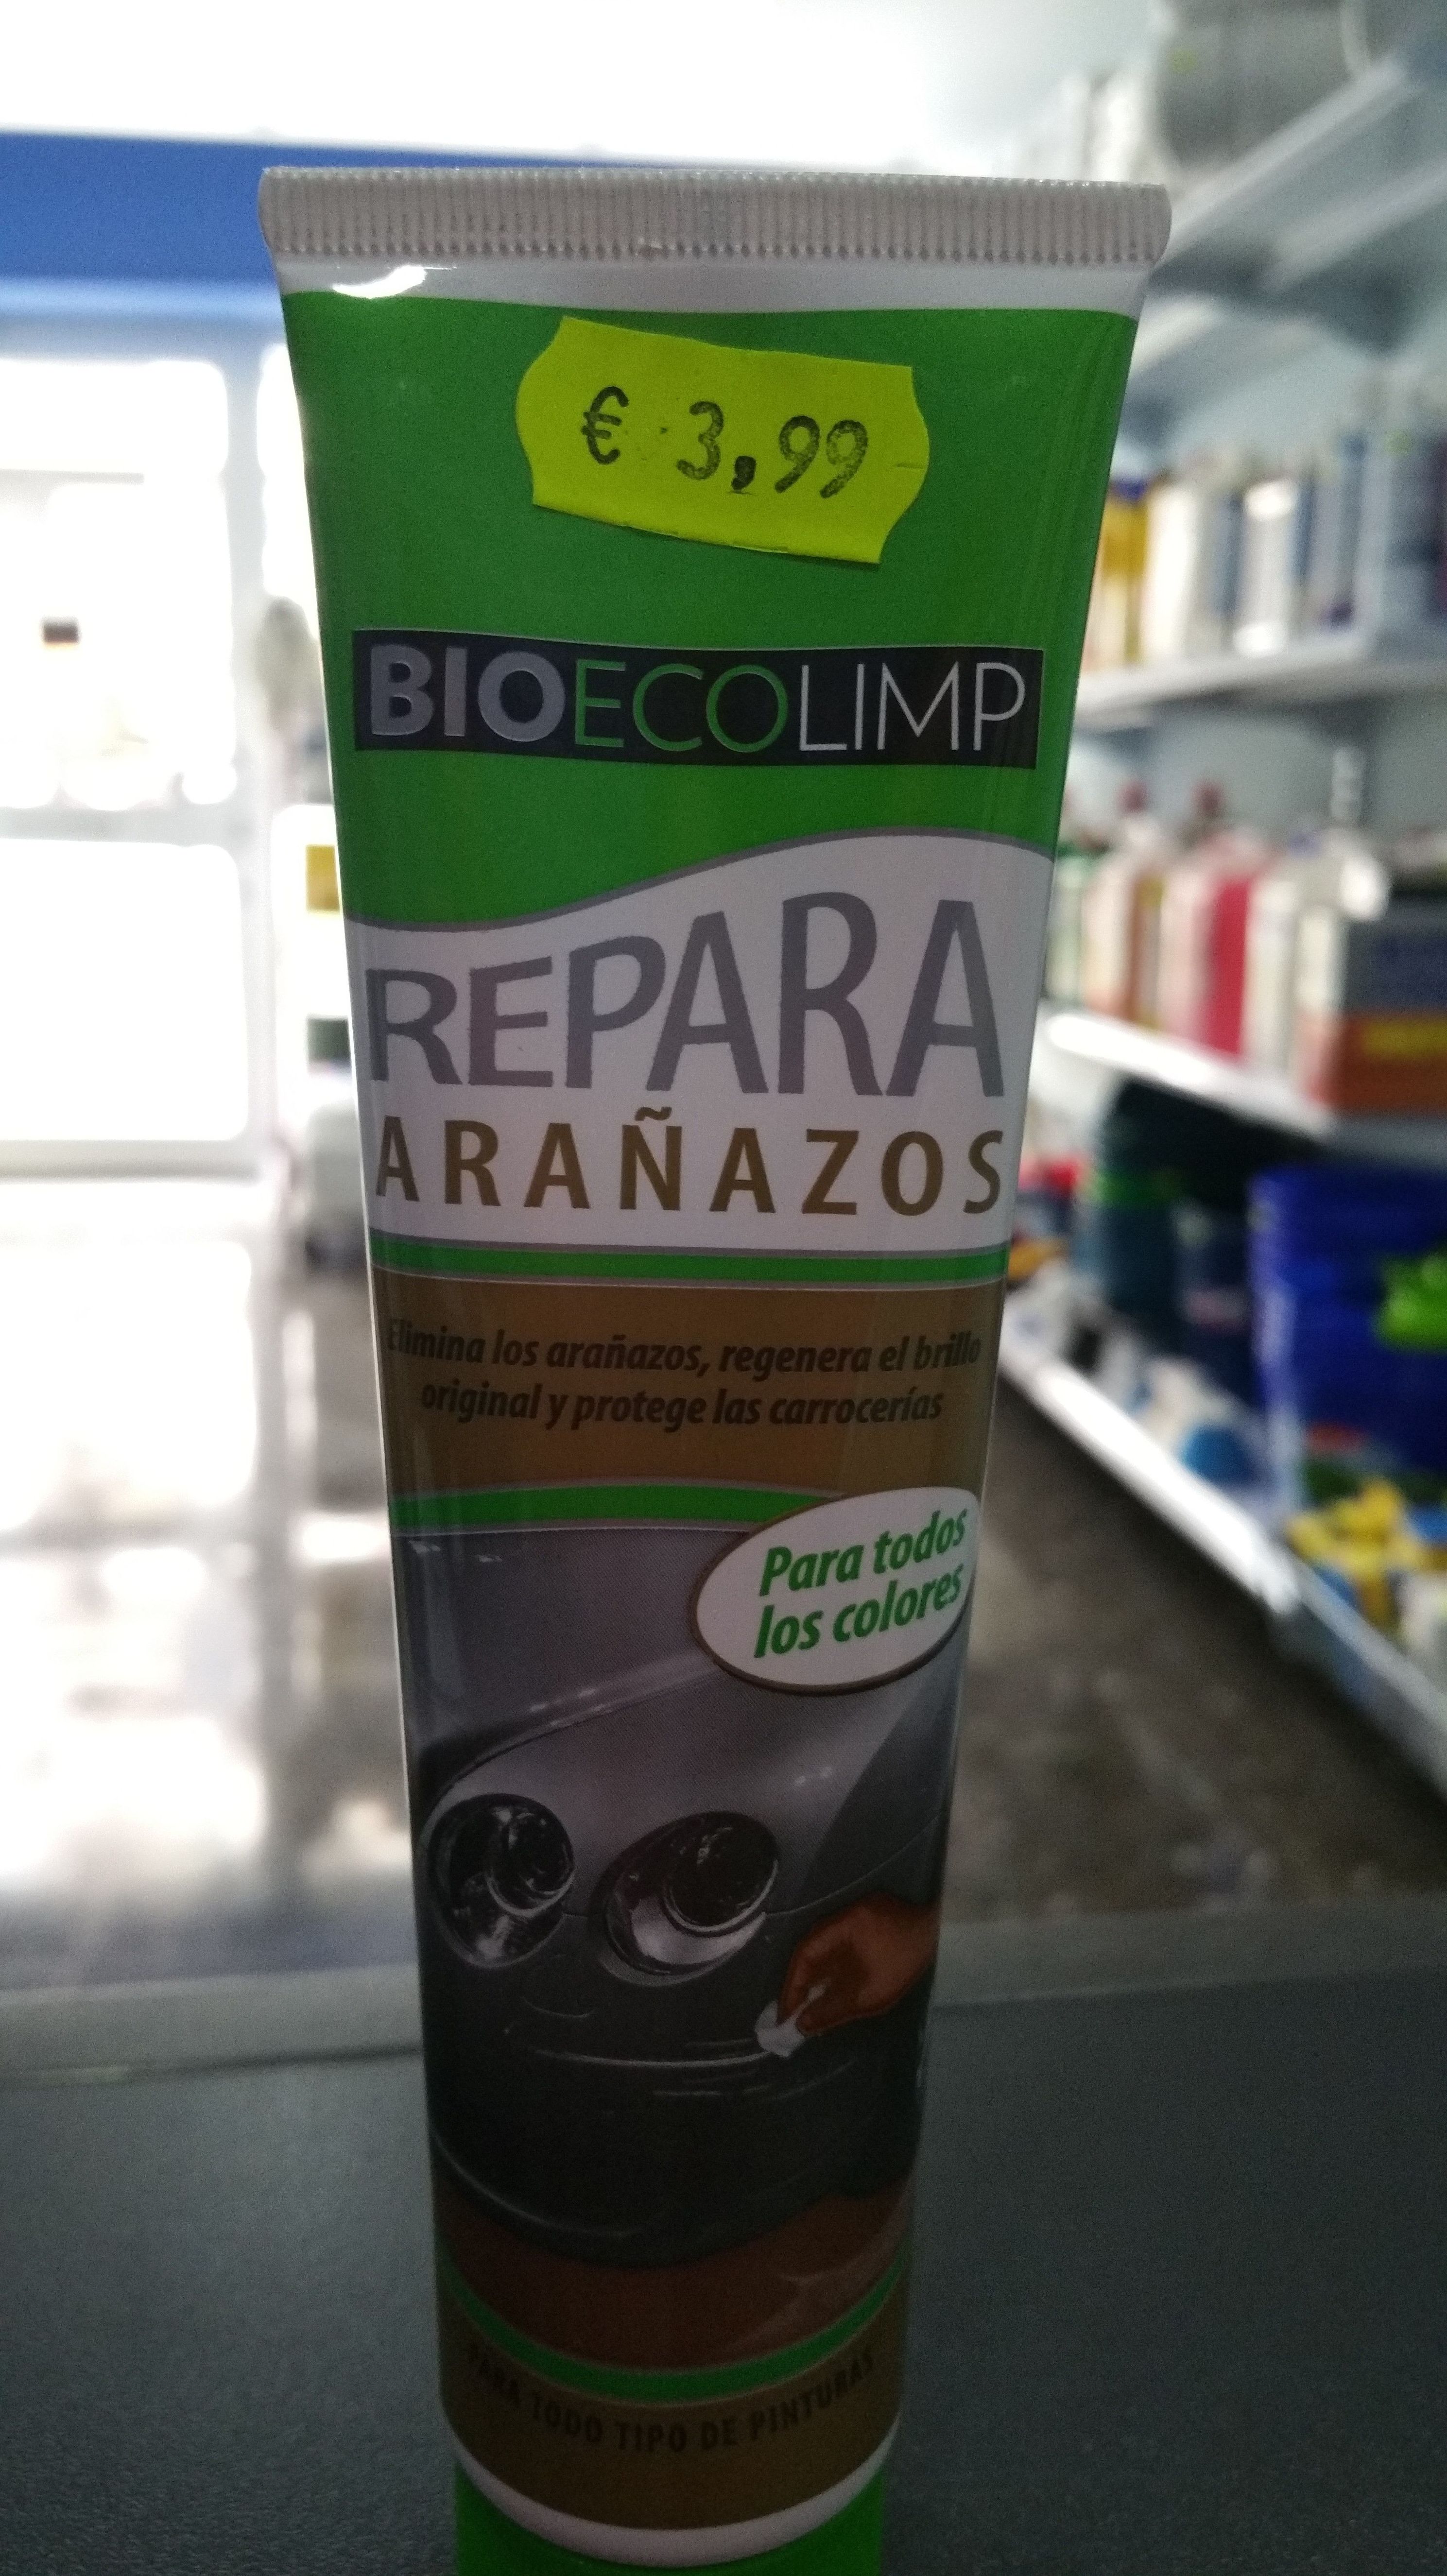 € 3,99
BIOECOLIMP
REPARA
ARAÑAZOS
Elimina los arañazos, regenera el brillo
original y protege las carrocerías
Para todos
los colores
PARA TODO TIPO DE PINTURAS